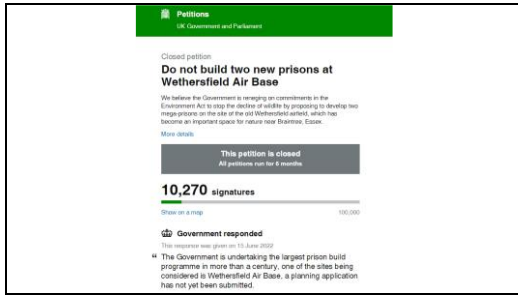 Petitions
UK Government and Parliament
Closed petition
Do not build two new prisons at
Wethersfield Air Base
We believe the Government is reneging on commitments in the
Environment Act to stop the decline of wildlife by proposing to develop two
mega-prisons on the site of the old Wethersfield airfield, which has
become an important space for nature near Braintree, Essex.
More details
This petition is closed
All petitions run for 6 months
10,270 signatures
Show on a map 100,000
Government responded
This response was given on 15 June 2022
“ The Government is undertaking the largest prison build
programme in more than a century, one of the sites being
considered is Wethersfield Air Base, a planning application
has not yet been submitted.